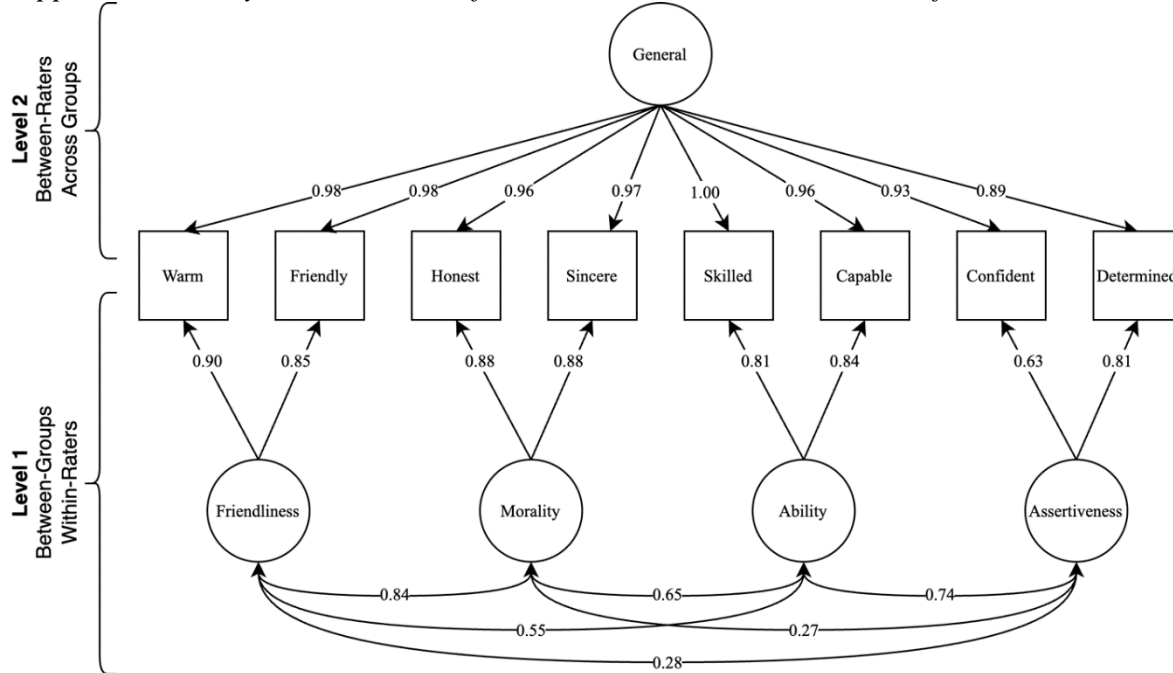 General
Level 2
Between-Raters
Across Groups
0.98
0.98
0.96
0.97
1.00
0.96
0.93
0.89
Warm
Friendly
Honest
Sincere
Skilled
Capable
Confident
Determined
0.90
0.85
0.88
0.88
0.81
0.84
0.63
0.81
Level 1
Between-Groups
Within-Raters
Friendliness
Morality
Ability
Assertiveness
0.84
0.65
0.74
0.55
0.27
0.28